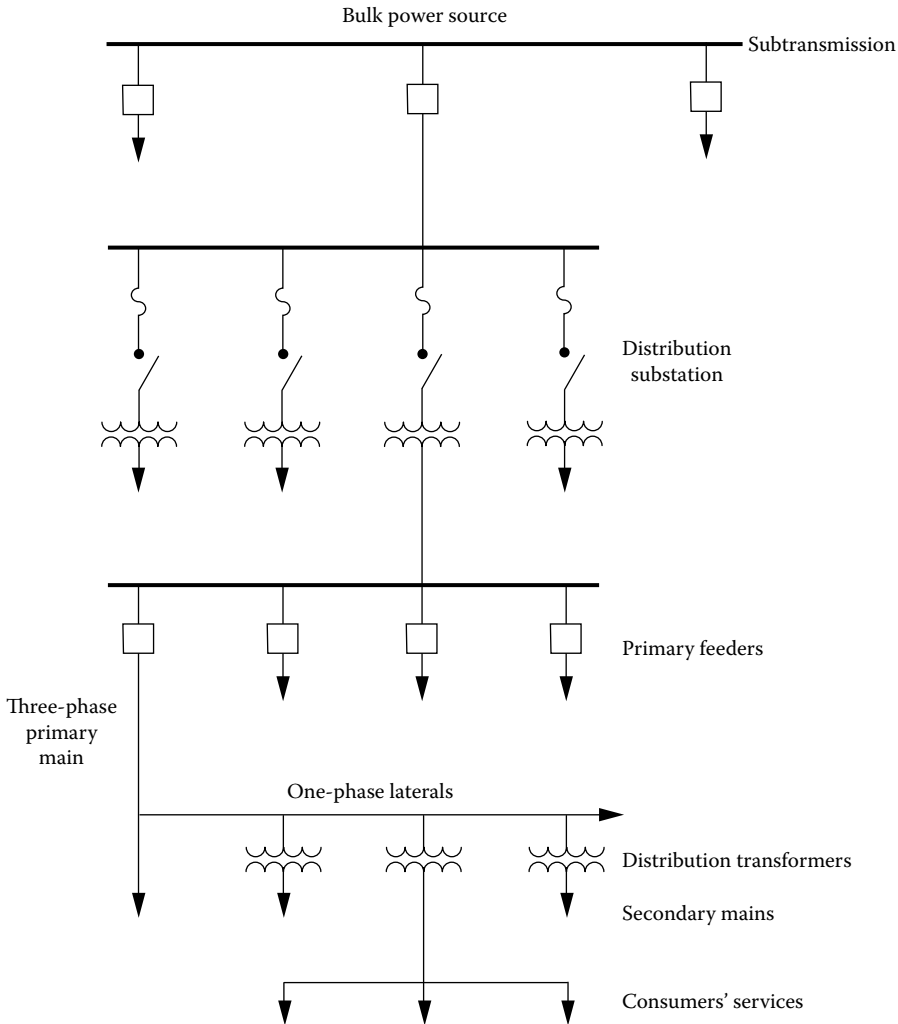 Bulk power source
Subtransmission
Distribution
substation
Primary feeders
Three-phase
primary
main
One-phase laterals
Distribution transformers
Secondary mains
Consumers’ services